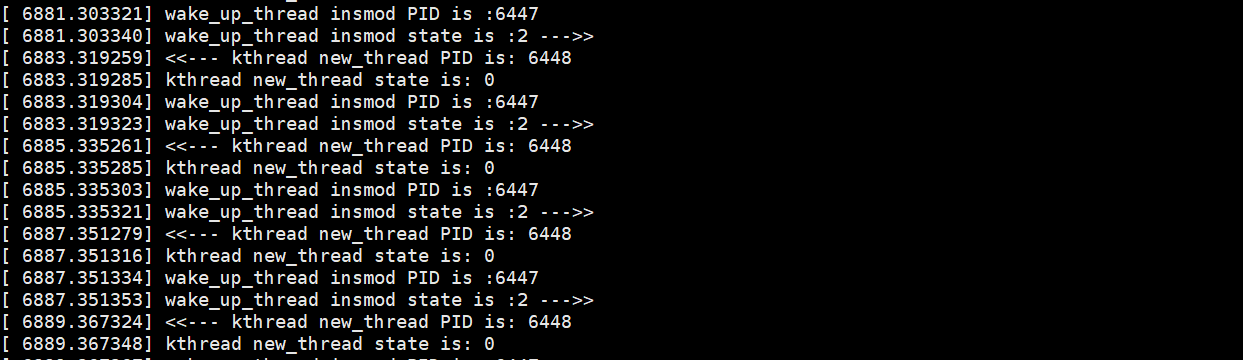 [ 6881.303321] wake_up_thread insmod PID is :6447
[ 6881.303340] wake_up_thread insmod state is :2 --->>
[ 6883.319259] <<--- kthread new_thread PID is: 6448
[ 6883.319285] kthread new_thread state is: 0
[ 6883.319304] wake_up_thread insmod PID is :6447
[ 6883.319323] wake_up_thread insmod state is :2 --->>
[ 6885.335261] <<--- kthread new_thread PID is: 6448
[ 6885.335285] kthread new_thread state is: 0
[ 6885.335303] wake_up_thread insmod PID is :6447
[ 6885.335321] wake_up_thread insmod state is :2 --->>
[ 6887.351279] <<--- kthread new_thread PID is: 6448
[ 6887.351316] kthread new_thread state is: 0
[ 6887.351334] wake_up_thread insmod PID is :6447
[ 6887.351353] wake_up_thread insmod state is :2 --->>
[ 6889.367324] <<--- kthread new_thread PID is: 6448
[ 6889.367348] kthread new_thread state is: 0